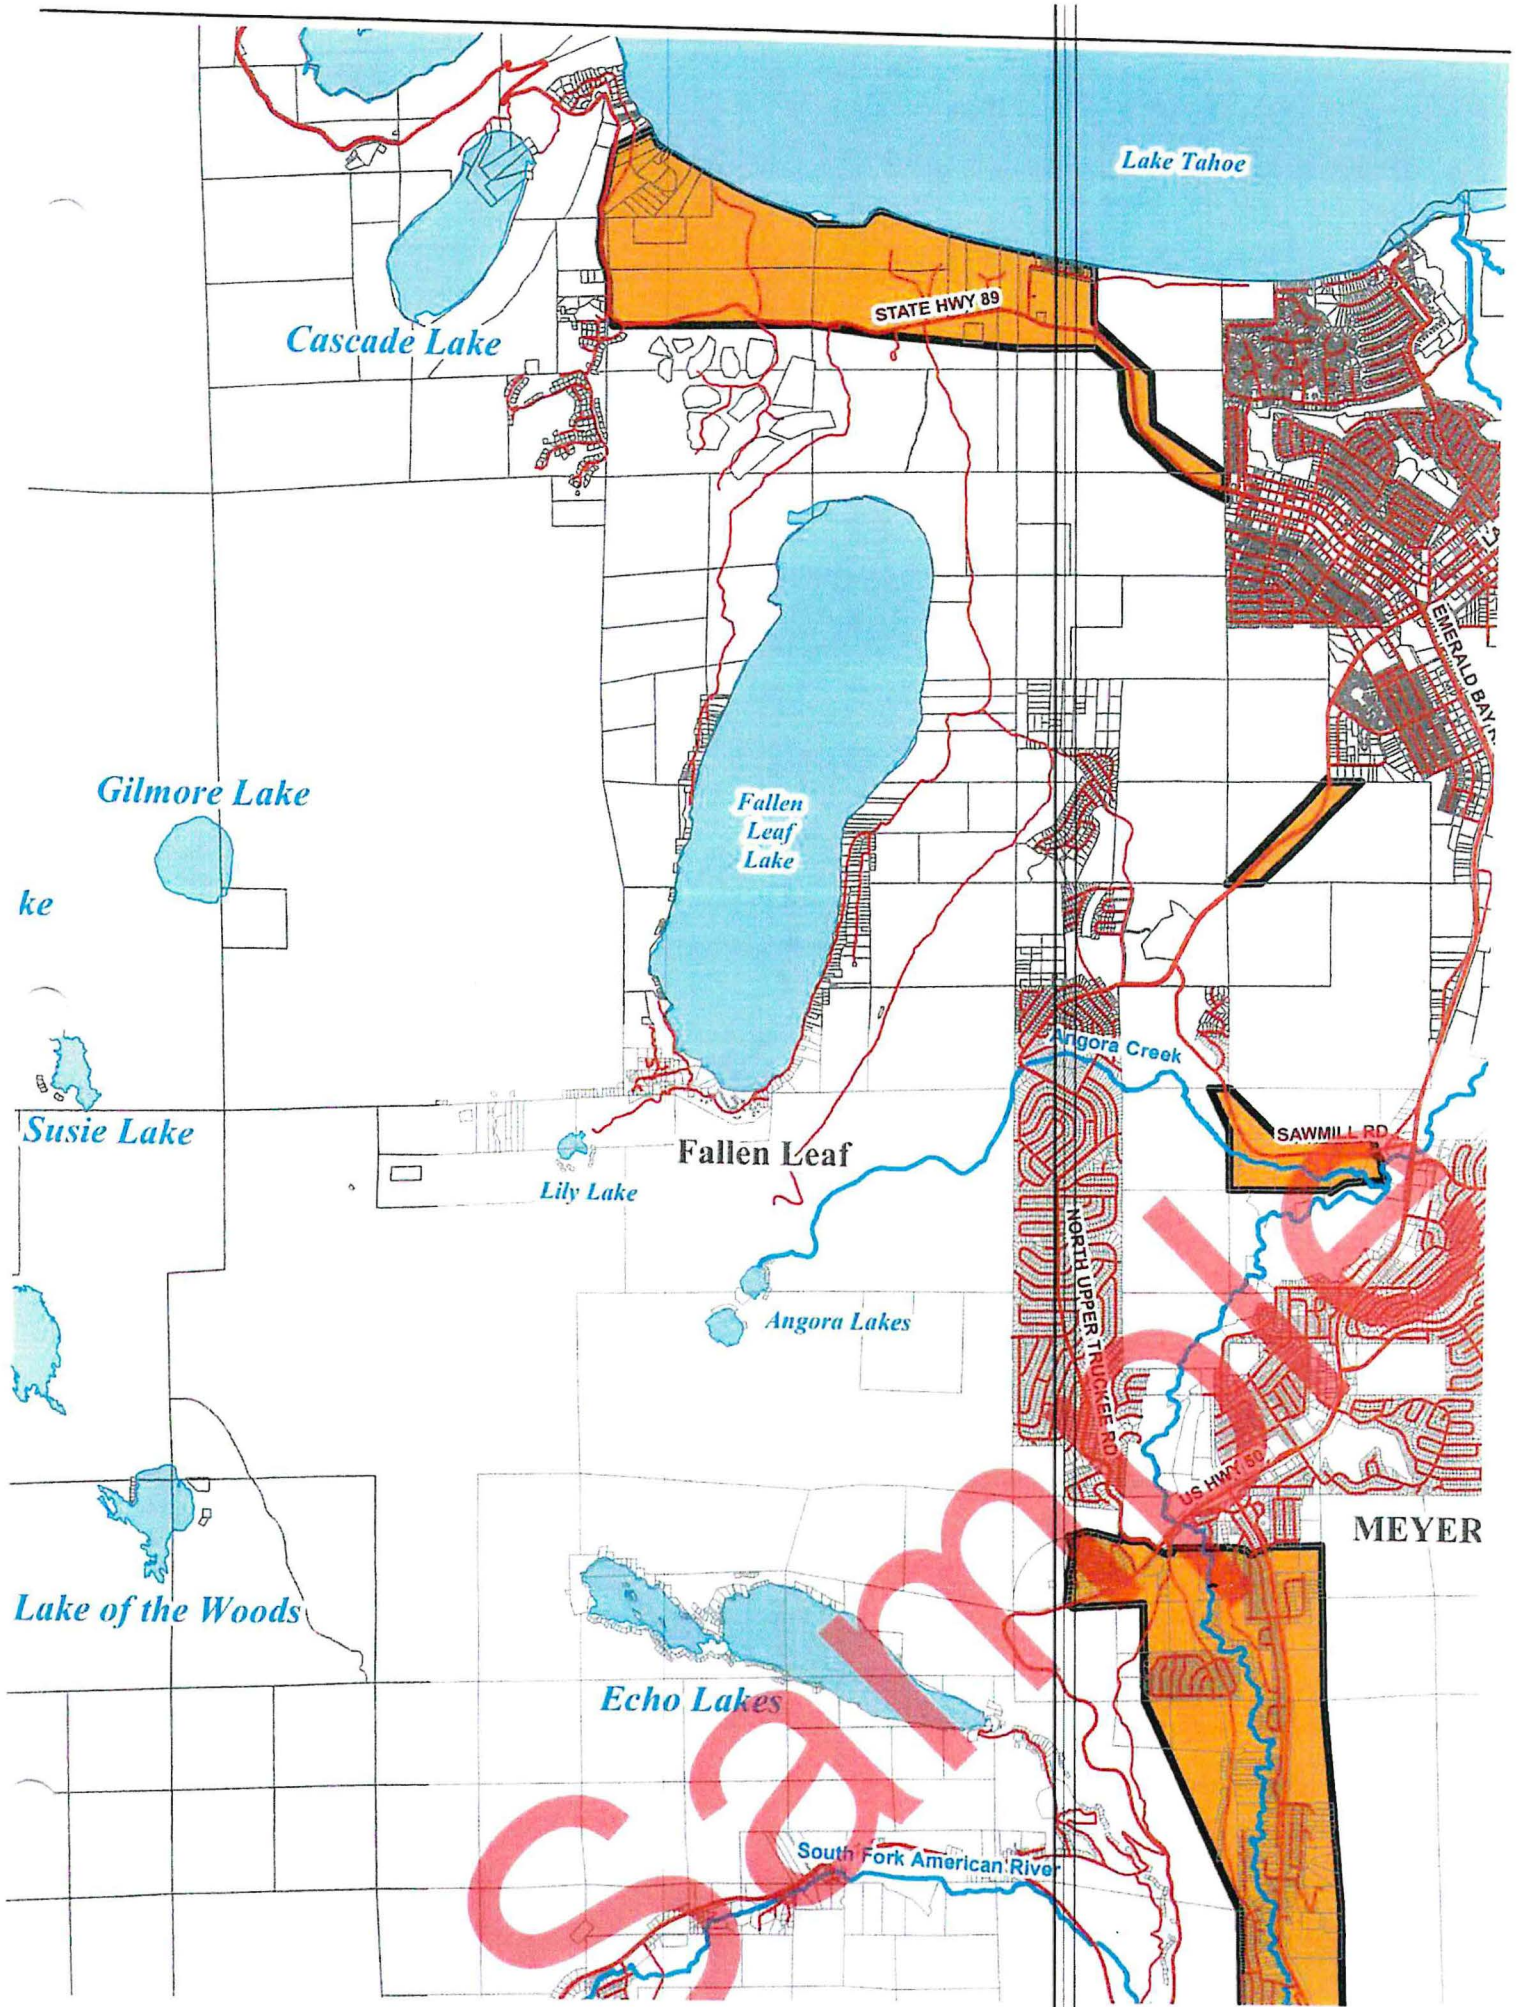 Lake Tahoe
STATE HWY 89
Cascade Lake
EMERALD BAY
Gilmore Lake
Fallen
Leaf
Lake
ke
Angora Creek
Susie Lake
SAWMILL RD
Fallen Leaf
Lily Lake
NORTH UPPER TRUCKEE RD
Angora Lakes
US HWY 50
MEYER
Lake of the Woods
Echo Lakes
South Fork American River
Sample